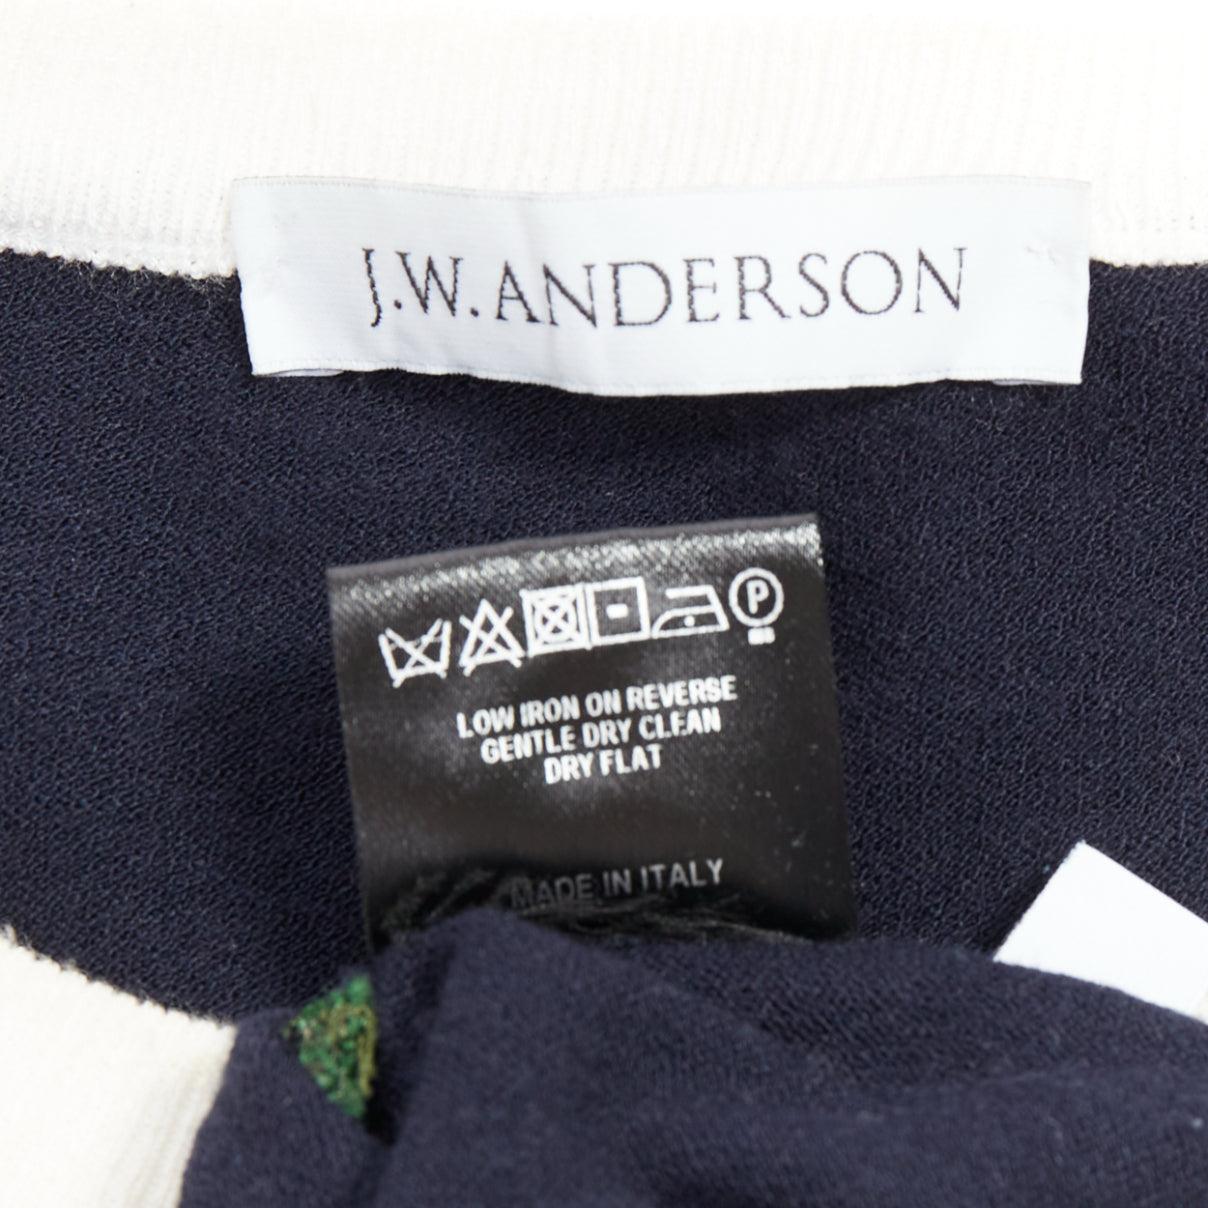 J.W.ANDERSON
P
LOW IRON ON REVERSE
GENTLE DRY CLEAN
DRY FLAT
MADE IN ITALY